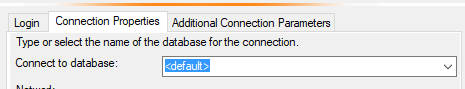 Login Connection Properties Additional Connection Parameters
Type or select the name of the database for the connection.
Connect to database: <default>